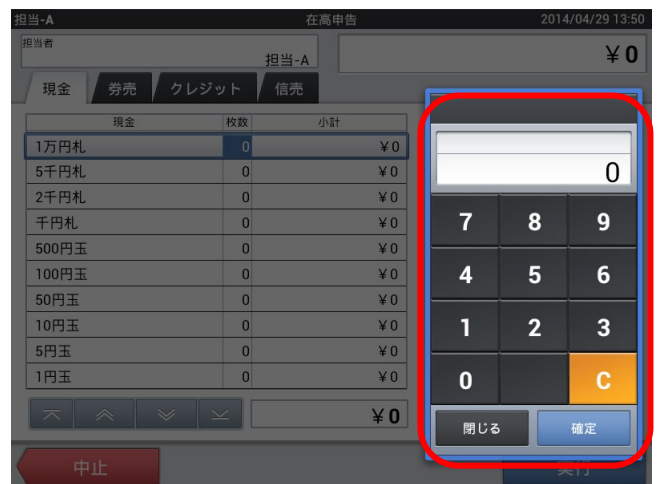 担当-A 在高申告 2014/04/29 13:50
担当者
担当-A
¥0
現金 券売 クレジット 信売
現金 枚数 小計
1万円札 0 ¥0
5千円札 0 ¥0
2千円札 0 ¥0
千円札 0 ¥0
500円玉 0 ¥0
100円玉 0 ¥0
50円玉 0 ¥0
10円玉 0 ¥0
5円玉 0 ¥0
1円玉 0 ¥0
¥0
中止
0
7 8 9
4 5 6
1 2 3
0 C
閉じる 確定
実行